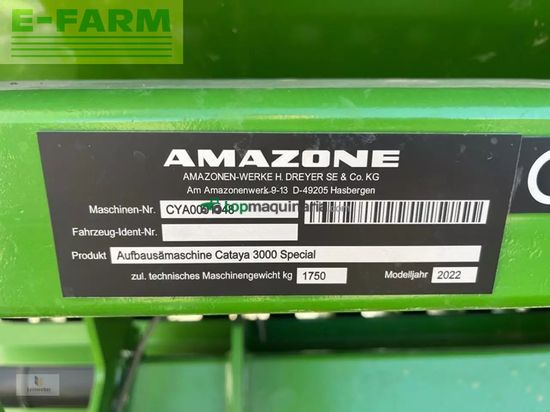 E-FARM
AMAZONE
AMAZONEN-WERKE H. DREYER SE & Co. KG
Am Amazonenwerk 9-13 D-49205 Hasbergen
Maschinen-Nr.
topmaquinaria.com
Fahrzeug-Ident-Nr.
Produkt Aufbausämaschine Cataya 3000 Special
zul. technisches Maschinengewicht kg 1750 Modelljahr 2022